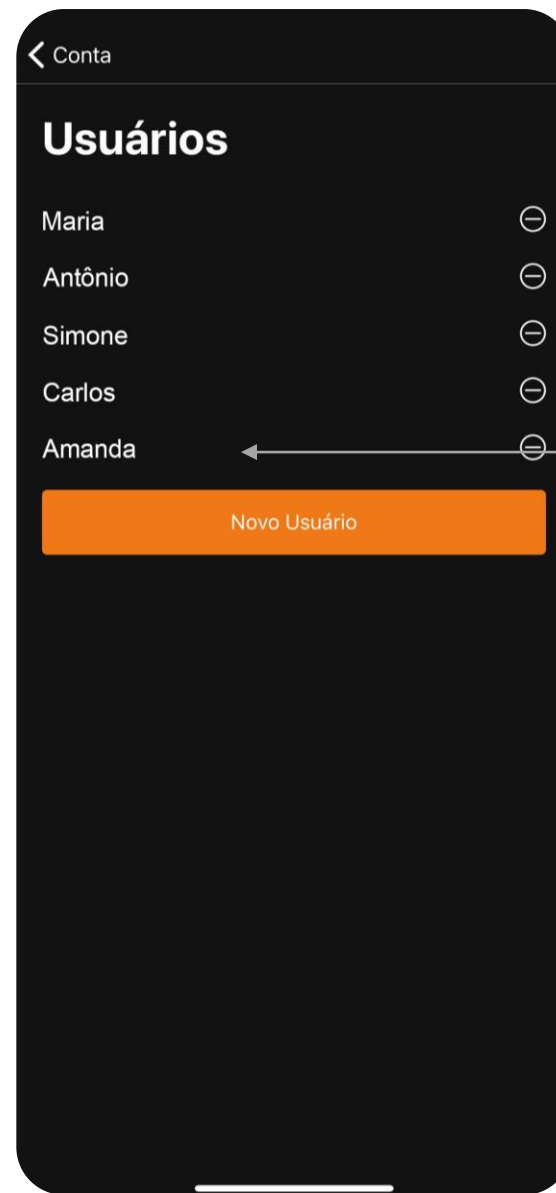 Conta
Usuários
Maria
Antônio
Simone
Carlos
Amanda
Novo Usuário